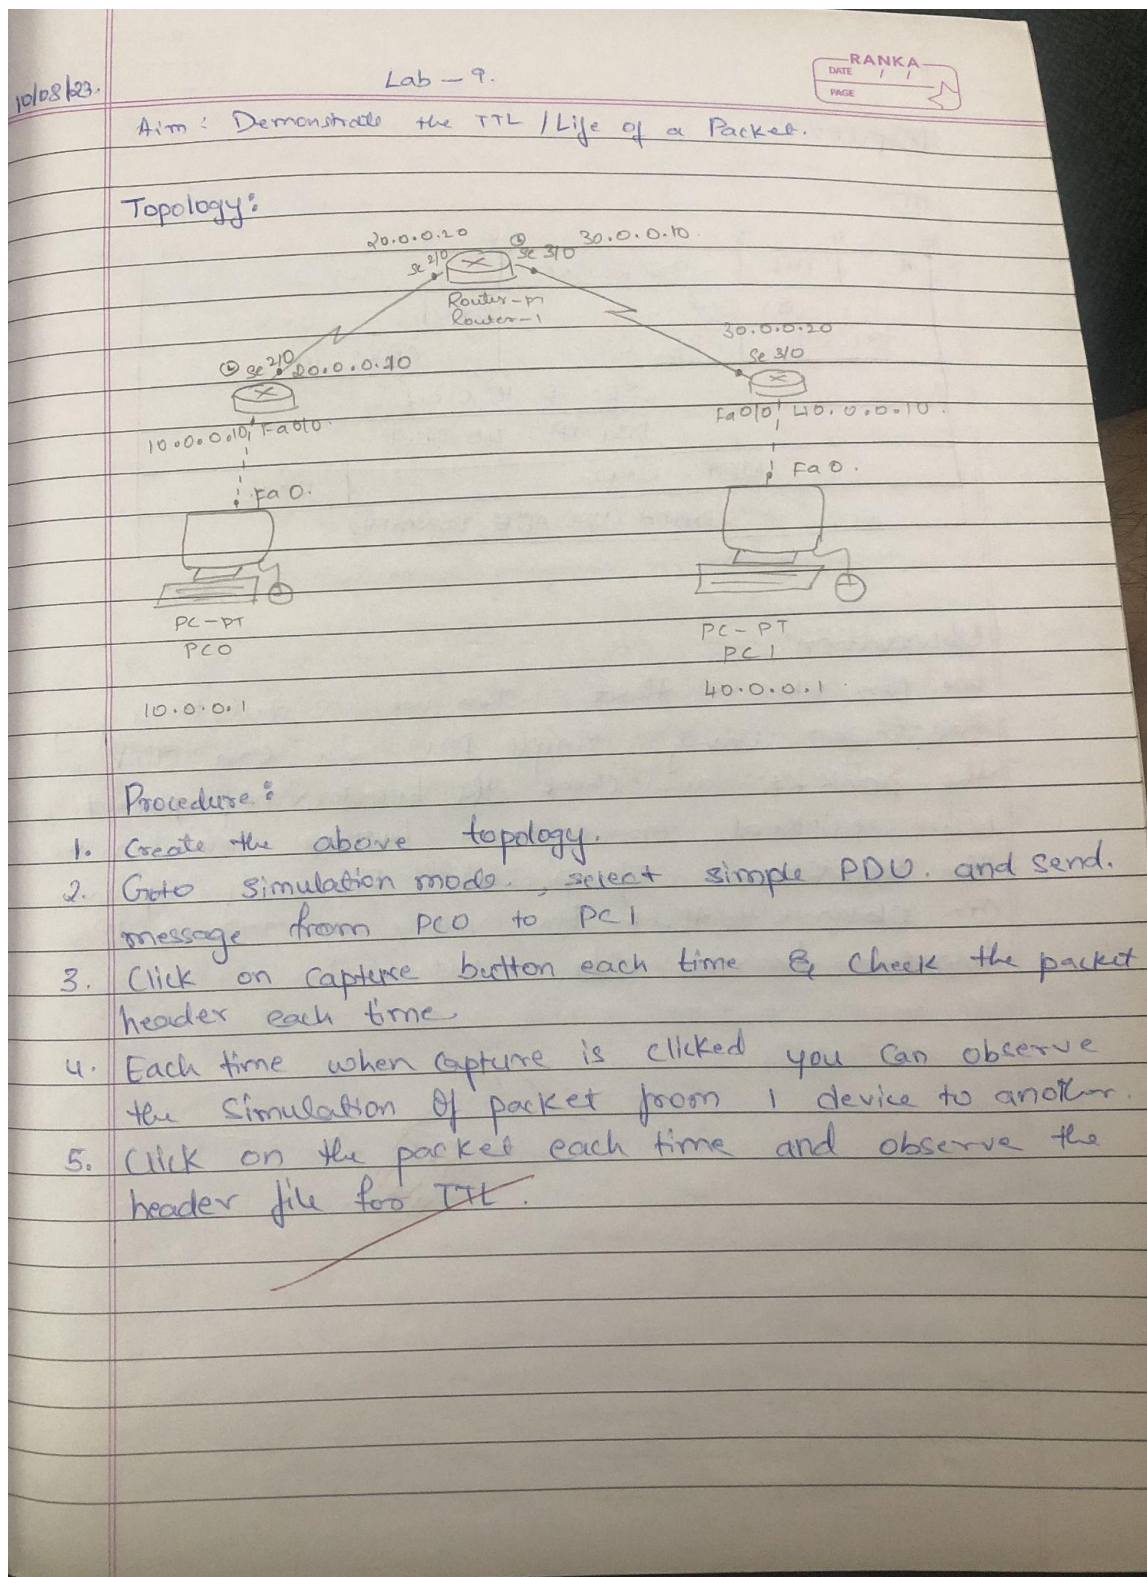 10/08/23.
Lab - 9.
RANKA
DATE / /
PAGE
Aim: Demonstrate the TTL / Life of a Packet.
Topology:
20.0.0.20
30.0.0.10.
Se 2/0
Se 3/0
Router-PT
Router-1
30.0.0.20
Se 3/0
Se 2/0
20.0.0.10
Fa0/0
40.0.0.10.
10.0.0.10
Fa0/0.
Fa 0.
Fa 0.
PC-PT
PC0
PC-PT
PC1
10.0.0.1
40.0.0.1
Procedure:
1. Create the above topology.
2. Goto simulation mode, select simple PDU. and send.
message from PC0 to PC1
3. Click on capture button each time & check the packet
header each time
4. Each time when capture is clicked you can observe
the simulation of packet from 1 device to another.
5. Click on the packet each time and observe the
header file for TTL.